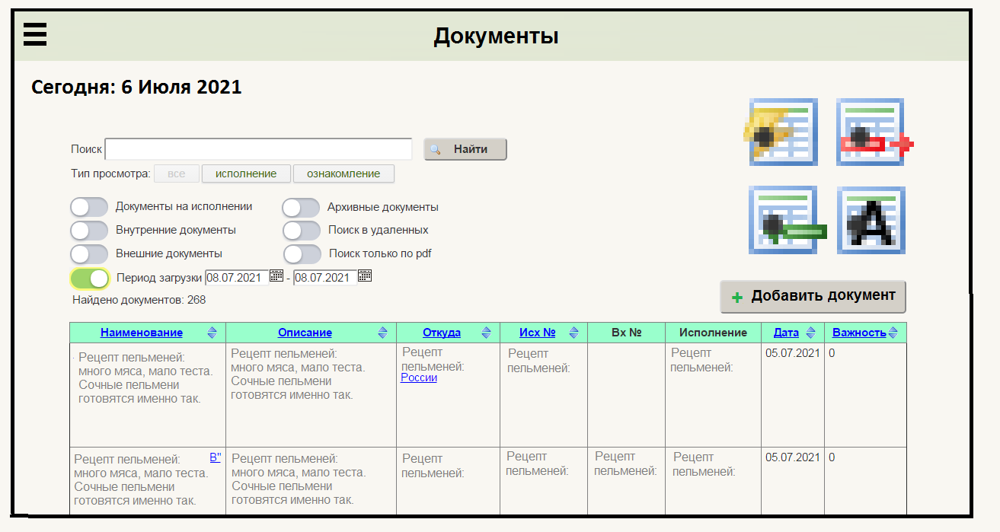 Документы
Сегодня: 6 Июля 2021
Поиск Найти
Тип просмотра: все исполнение ознакомление
Документы на исполнении Архивные документы
Внутренние документы Поиск в удаленных
Внешние документы Поиск только по pdf
Период загрузки 08.07.2021 - 08.07.2021
Найдено документов: 268
+ Добавить документ
Наименование Описание Откуда Исх № Вх № Исполнение Дата Важность
Рецепт пельменей:
много мяса, мало теста.
Сочные пельмени
готовятся именно так.
Рецепт пельменей:
много мяса, мало теста.
Сочные пельмени
готовятся именно так.
Рецепт
пельменей:
России
Рецепт
пельменей:
Рецепт
пельменей:
05.07.2021
0
Рецепт пельменей: В"
много мяса, мало теста.
Сочные пельмени
готовятся именно так.
Рецепт пельменей:
много мяса, мало теста.
Сочные пельмени
готовятся именно так.
Рецепт
пельменей:
Рецепт
пельменей:
Рецепт
пельменей:
Рецепт
пельменей:
05.07.2021
0
A